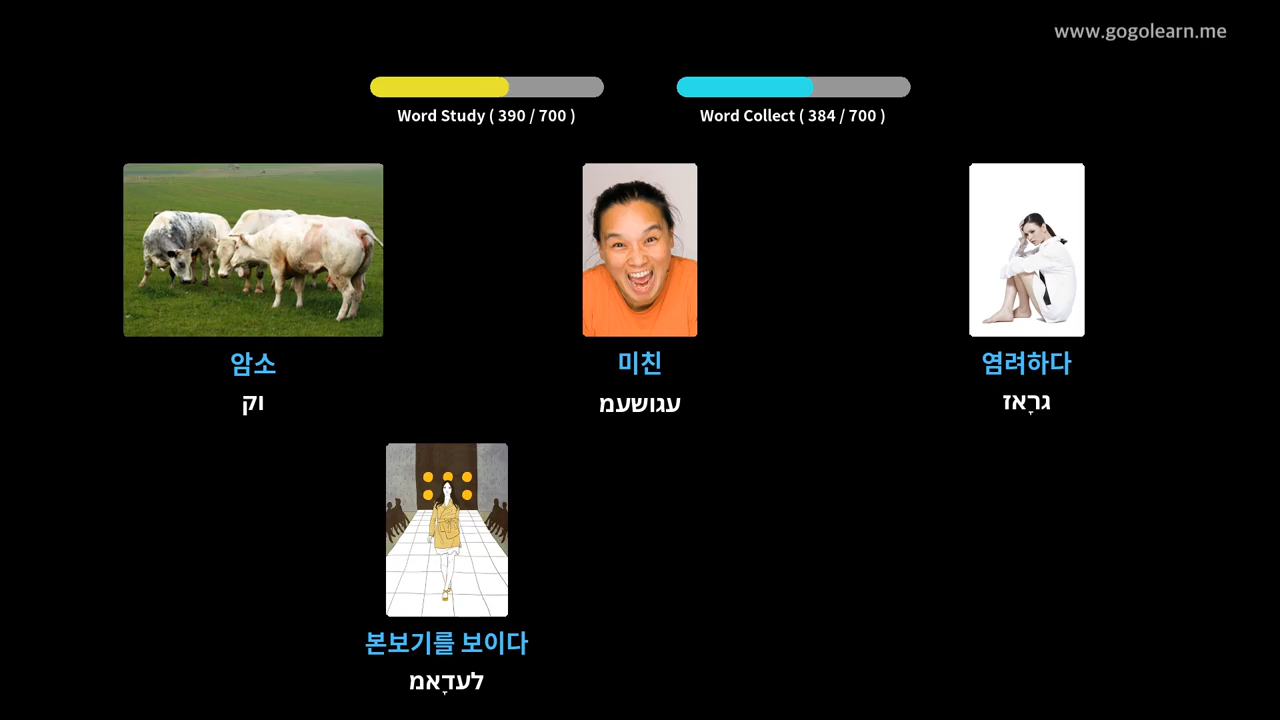 www.gogolearn.me
Word Study ( 390 / 700 )
Word Collect ( 384 / 700 )
암소
וק
미친
עגושעמ
염려하다
גרָאז
본보기를 보이다
לעדָאמ